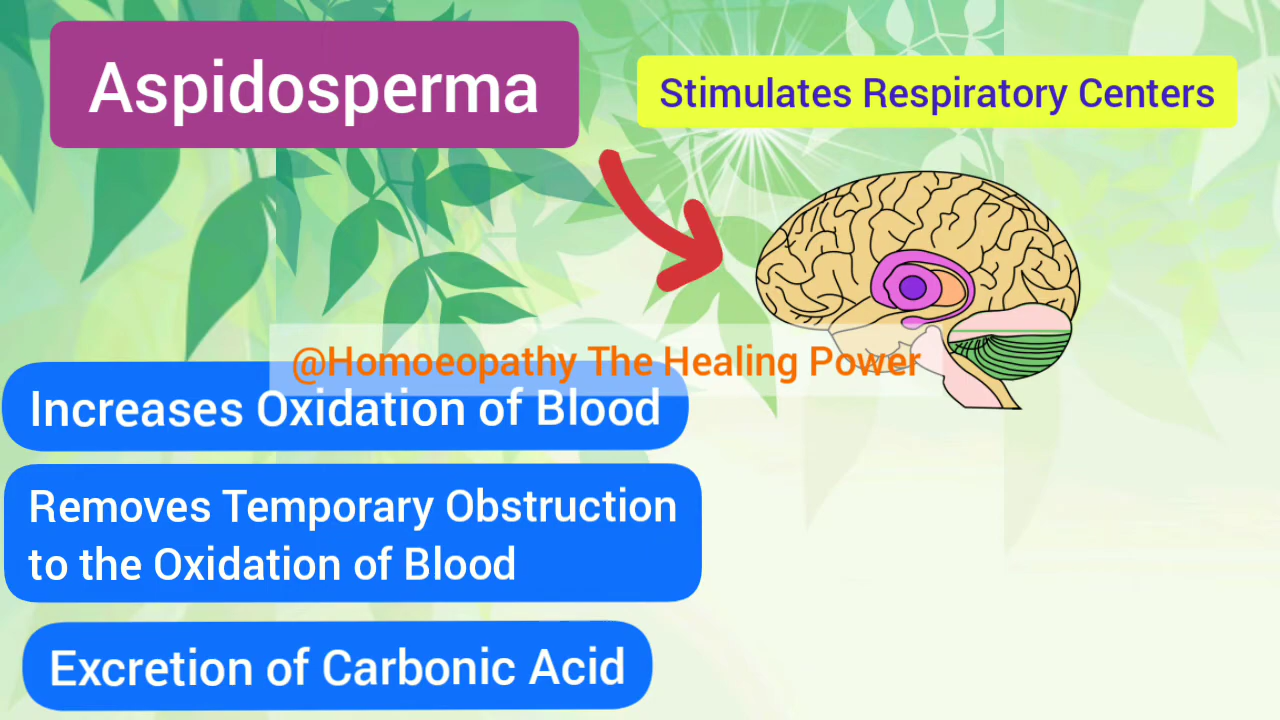 Aspidosperma
Stimulates Respiratory Centers
@Homoeopathy The Healing Power
Increases Oxidation of Blood
Removes Temporary Obstruction
to the Oxidation of Blood
Excretion of Carbonic Acid